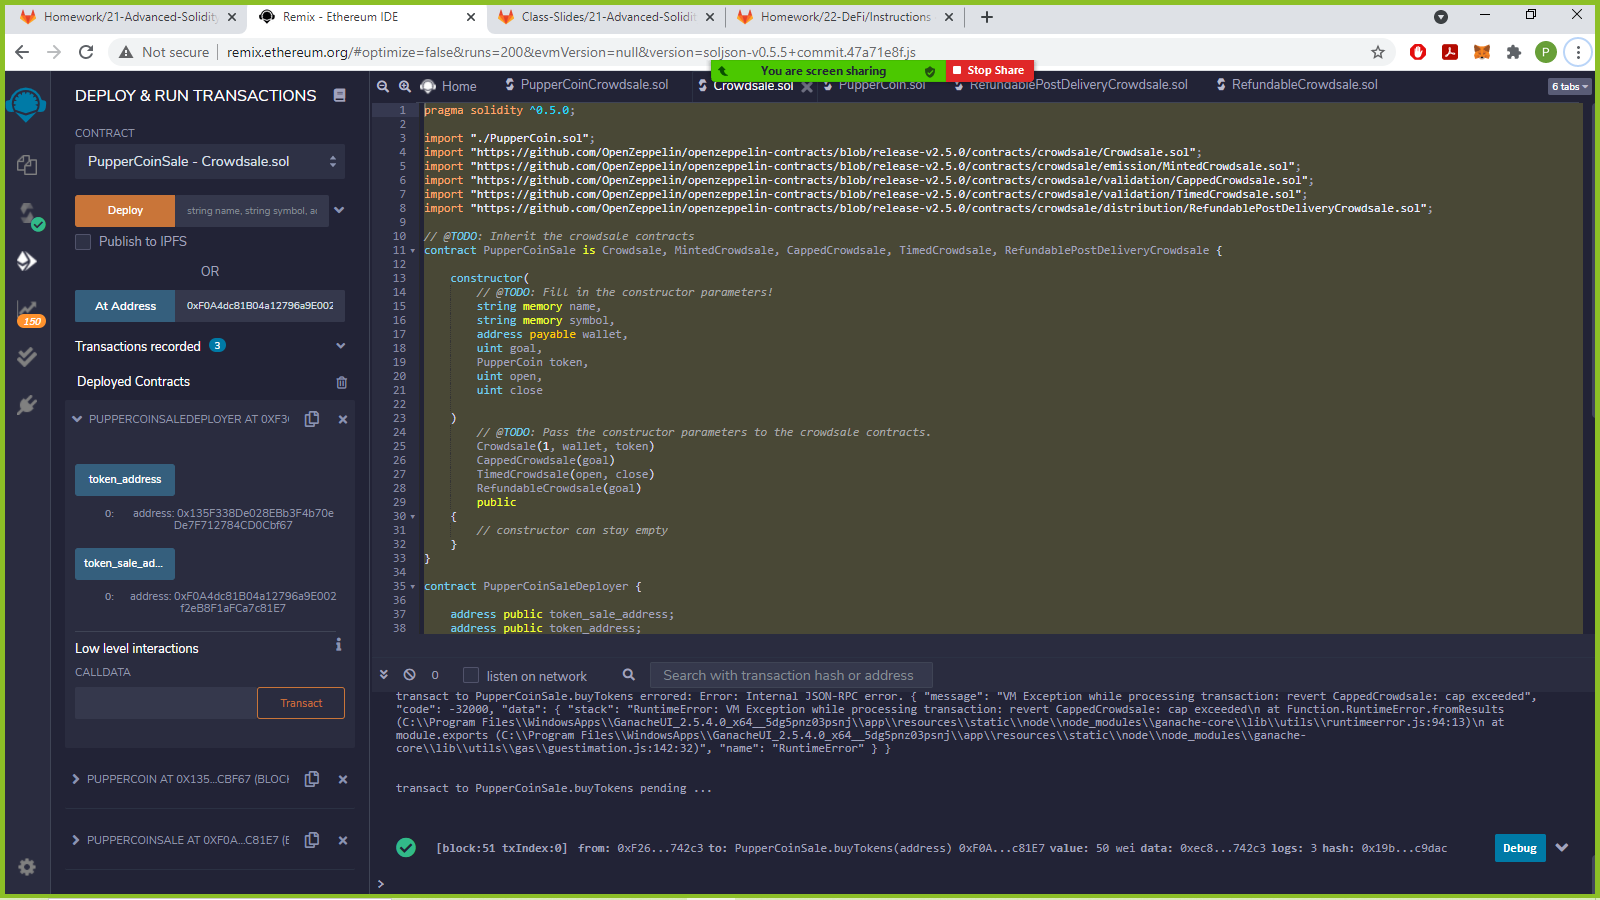 Homework/21-Advanced-Solidity
Remix - Ethereum IDE
Class-Slides/21-Advanced-Solidit
Homework/22-DeFi/Instructions
Not secure
remix.ethereum.org/#optimize=false&runs=200&evmVersion=null&version=soljson-v0.5.5+commit.47a71e8f.js
P
You are screen sharing
Stop Share
DEPLOY & RUN TRANSACTIONS
CONTRACT
PupperCoinSale - Crowdsale.sol
Deploy
string name, string symbol, ac
Publish to IPFS
OR
At Address
0xF0A4dc81B04a12796a9E002
150
Transactions recorded 3
Deployed Contracts
PUPPERCOINSALEDEPLOYER AT 0XF3
token_address
0: address: 0x135F338De028EBb3F4b70e
De7F712784CD0Cbf67
token_sale_ad...
0: address: 0xF0A4dc81B04a12796a9E002
f2eB8F1aFCa7c81E7
Low level interactions
CALLDATA
Transact
PUPPERCOIN AT 0X135...CBF67 (BLOCK
PUPPERCOINSALE AT 0XF0A...C81E7 (B
Home
PupperCoinCrowdsale.sol
Crowdsale.sol
PupperCoin.sol
RefundablePostDeliveryCrowdsale.sol
RefundableCrowdsale.sol
6 tabs
1 pragma solidity ^0.5.0;
2
3 import "./PupperCoin.sol";
4 import "https://github.com/OpenZeppelin/openzeppelin-contracts/blob/release-v2.5.0/contracts/crowdsale/Crowdsale.sol";
5 import "https://github.com/OpenZeppelin/openzeppelin-contracts/blob/release-v2.5.0/contracts/crowdsale/emission/MintedCrowdsale.sol";
6 import "https://github.com/OpenZeppelin/openzeppelin-contracts/blob/release-v2.5.0/contracts/crowdsale/validation/CappedCrowdsale.sol";
7 import "https://github.com/OpenZeppelin/openzeppelin-contracts/blob/release-v2.5.0/contracts/crowdsale/validation/TimedCrowdsale.sol";
8 import "https://github.com/OpenZeppelin/openzeppelin-contracts/blob/release-v2.5.0/contracts/crowdsale/distribution/RefundablePostDeliveryCrowdsale.sol";
9
10 // @TODO: Inherit the crowdsale contracts
11 contract PupperCoinSale is Crowdsale, MintedCrowdsale, CappedCrowdsale, TimedCrowdsale, RefundablePostDeliveryCrowdsale {
12
13 constructor(
14 // @TODO: Fill in the constructor parameters!
15 string memory name,
16 string memory symbol,
17 address payable wallet,
18 uint goal,
19 PupperCoin token,
20 uint open,
21 uint close
22
23 )
24 // @TODO: Pass the constructor parameters to the crowdsale contracts.
25 Crowdsale(1, wallet, token)
26 CappedCrowdsale(goal)
27 TimedCrowdsale(open, close)
28 RefundableCrowdsale(goal)
29 public
30 {
31 // constructor can stay empty
32 }
33 }
34
35 contract PupperCoinSaleDeployer {
36
37 address public token_sale_address;
38 address public token_address;
0
listen on network
Search with transaction hash or address
transact to PupperCoinSale.buyTokens errored: Error: Internal JSON-RPC error. { "message": "VM Exception while processing transaction: revert CappedCrowdsale: cap exceeded",
"code": -32000, "data": { "stack": "RuntimeError: VM Exception while processing transaction: revert CappedCrowdsale: cap exceeded\n at Function.RuntimeError.fromResults
(C:\\Program Files\\WindowsApps\\GanacheUI_2.5.4.0_x64__5dg5pnz03psnj\\app\\resources\\static\\node\\node_modules\\ganache-core\\lib\\utils\\runtimeerror.js:94:13)\n at
module.exports (C:\\Program Files\\WindowsApps\\GanacheUI_2.5.4.0_x64__5dg5pnz03psnj\\app\\resources\\static\\node\\node_modules\\ganache-
core\\lib\\utils\\gas\\guestimation.js:142:32)", "name": "RuntimeError" } }
transact to PupperCoinSale.buyTokens pending ...
[block:51 txIndex:0] from: 0xF26...742c3 to: PupperCoinSale.buyTokens(address) 0xF0A...c81E7 value: 50 wei data: 0xec8...742c3 logs: 3 hash: 0x19b...c9dac
Debug
>